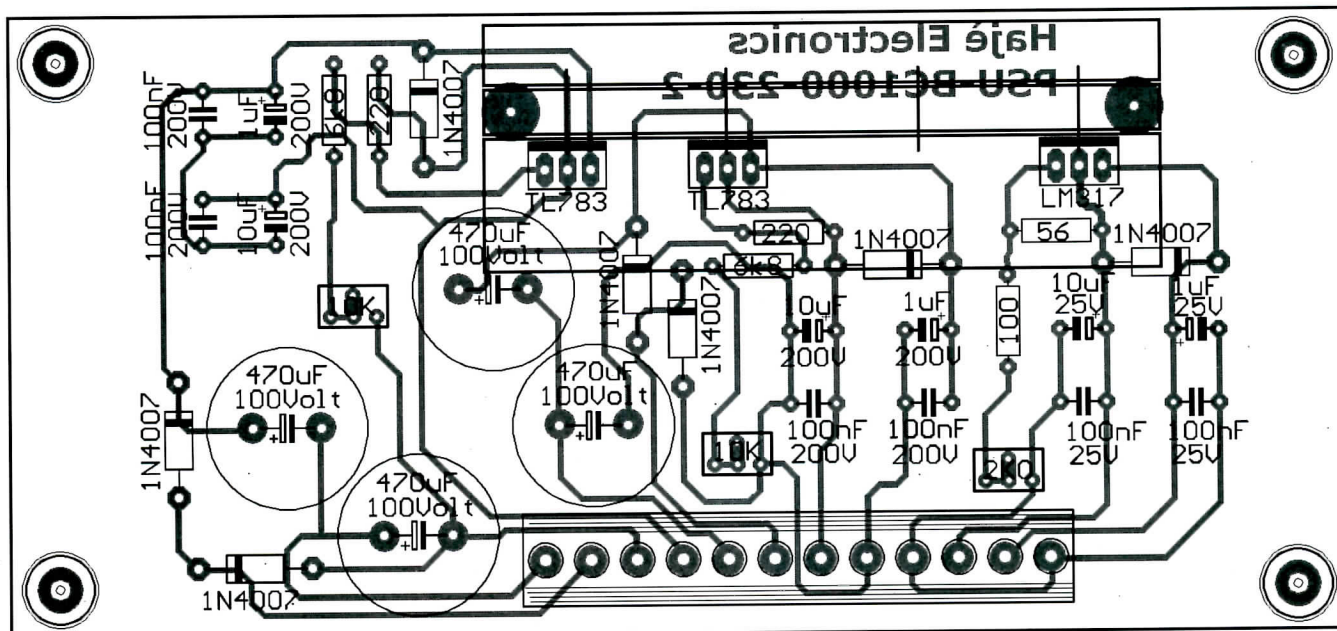 Hajè Electronics
PSU BC1000-230-2
100nF
200V
1uF
200V
220
1N4007
100nF
200V
10uF
200V
TL783
TL783
LM317
470uF
100Volt
10K
1N4007
1N4007
220
6k8
1N4007
56
1N4007
10uF
200V
1uF
200V
100
10uF
25V
1uF
25V
470uF
100Volt
470uF
100Volt
1N4007
10K
100nF
200V
100nF
200V
2K0
100nF
25V
100nF
25V
470uF
100Volt
1N4007